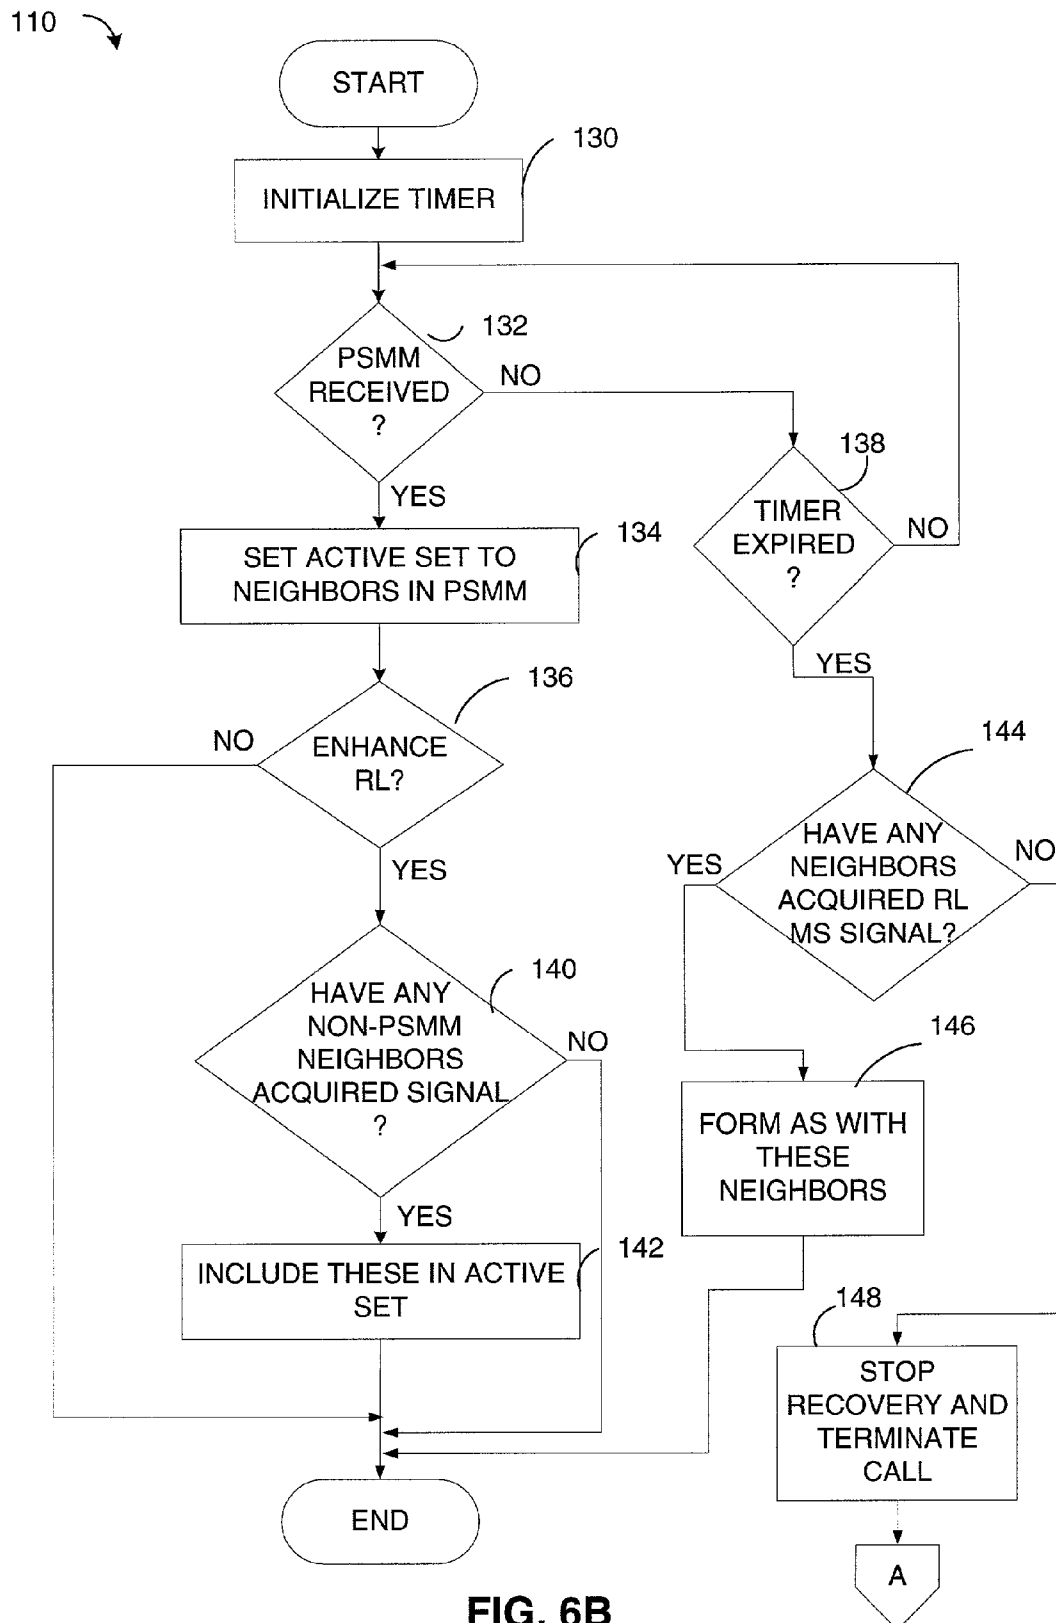 110
START
130
INITIALIZE TIMER
132
PSMM
RECEIVED
?
NO
YES
138
TIMER
EXPIRED
?
NO
YES
134
SET ACTIVE SET TO
NEIGHBORS IN PSMM
136
NO
ENHANCE
RL?
YES
144
HAVE ANY
NEIGHBORS
ACQUIRED RL
MS SIGNAL?
YES
NO
140
HAVE ANY
NON-PSMM
NEIGHBORS
ACQUIRED SIGNAL
?
NO
YES
146
FORM AS WITH
THESE
NEIGHBORS
142
INCLUDE THESE IN ACTIVE
SET
148
STOP
RECOVERY AND
TERMINATE
CALL
END
A
FIG. 6B